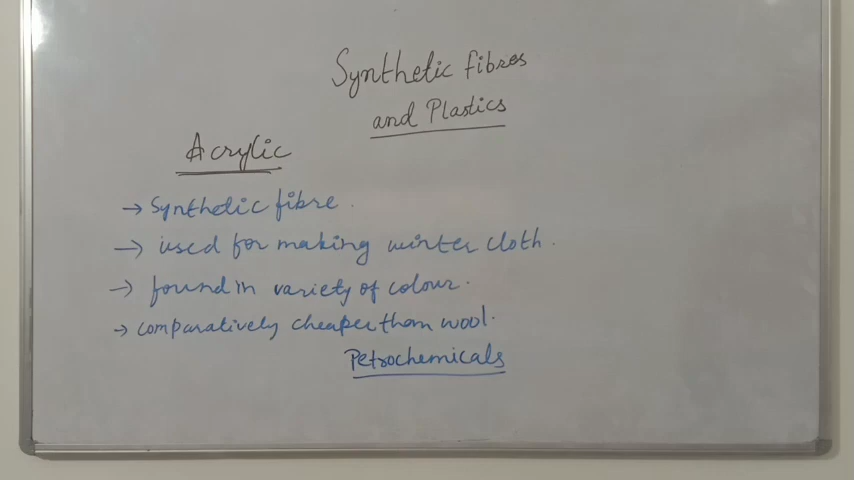 Synthetic fibres
and Plastics
Acrylic
→ Synthetic fibre.
→ used for making winter cloth.
→ found in variety of colour.
→ comparatively cheaper than wool.
Petrochemicals